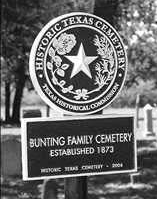 HISTORIC TEXAS CEMETERY
TEXAS HISTORICAL COMMISSION
BUNTING FAMILY CEMETERY
ESTABLISHED 1873
HISTORIC TEXAS CEMETERY - 2004